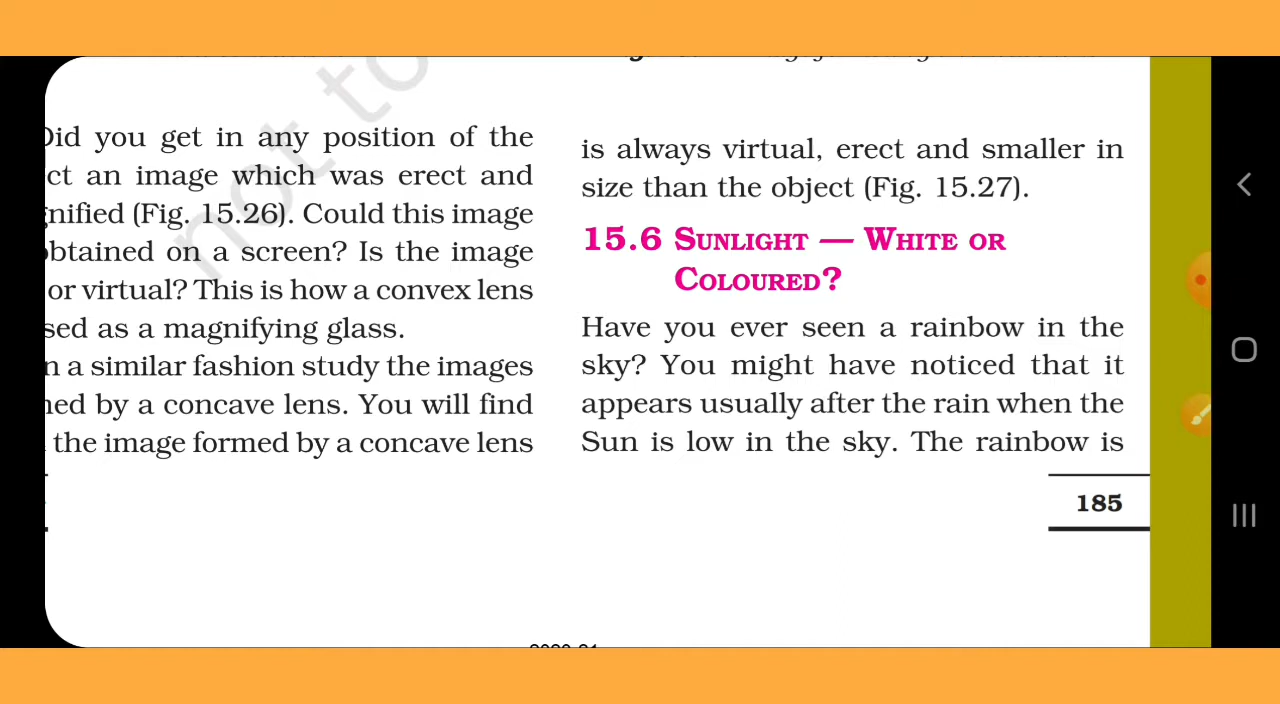 not to
Did you get in any position of the
ct an image which was erect and
gnified (Fig. 15.26). Could this image
obtained on a screen? Is the image
or virtual? This is how a convex lens
sed as a magnifying glass.
n a similar fashion study the images
ned by a concave lens. You will find
the image formed by a concave lens
is always virtual, erect and smaller in
size than the object (Fig. 15.27).
15.6 SUNLIGHT — WHITE OR
COLOURED?
Have you ever seen a rainbow in the
sky? You might have noticed that it
appears usually after the rain when the
Sun is low in the sky. The rainbow is
185